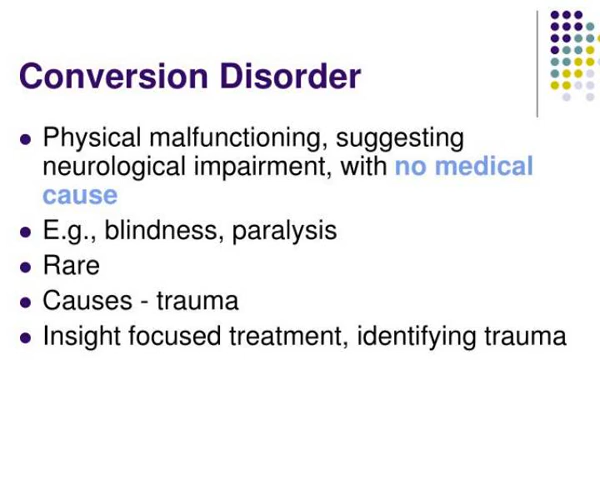 Conversion Disorder
● Physical malfunctioning, suggesting
neurological impairment, with no medical
cause
● E.g., blindness, paralysis
● Rare
● Causes - trauma
● Insight focused treatment, identifying trauma